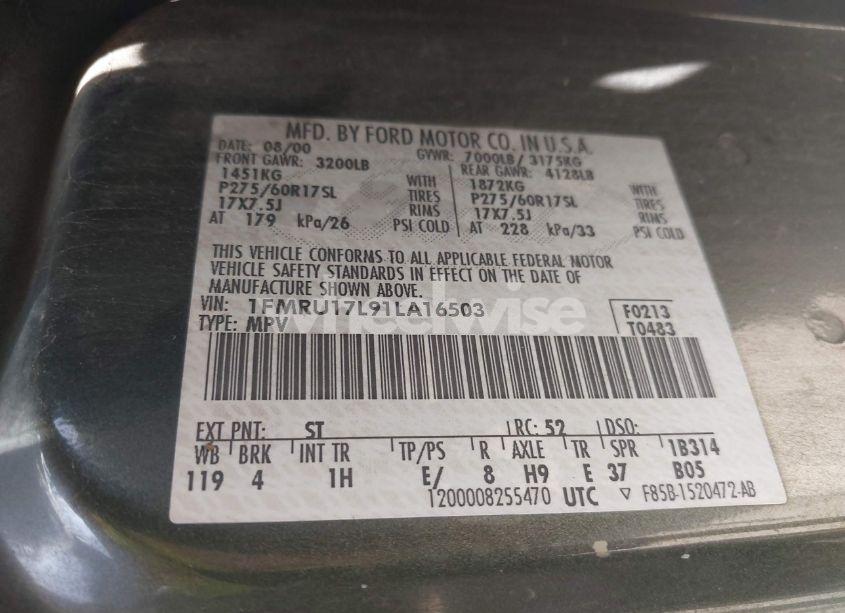 MFD. BY FORD MOTOR CO. IN U.S.A.
DATE: 08/00 GVWR: 7000LB/ 3175KG
FRONT GAWR: 3200LB REAR GAWR: 4128LB
1451KG WITH 1872KG WITH
P275/60R17SL TIRES P275/60R17SL TIRES
17X7.5J RIMS 17X7.5J RIMS
AT 179 kPa/26 PSI COLD AT 228 kPa/33 PSI COLD
THIS VEHICLE CONFORMS TO ALL APPLICABLE FEDERAL MOTOR
VEHICLE SAFETY STANDARDS IN EFFECT ON THE DATE OF
MANUFACTURE SHOWN ABOVE.
VIN: 1FMRU17L91LA16503 F0213
TYPE: MPV T0483
wheelwise
EXT PNT: ST RC: 52 DSO:
WB BRK INT TR TP/PS R AXLE TR SPR 1B314
119 4 1H E/ 8 H9 E 37 B05
1200008255470 UTC ▽ F85B-1520472-AB